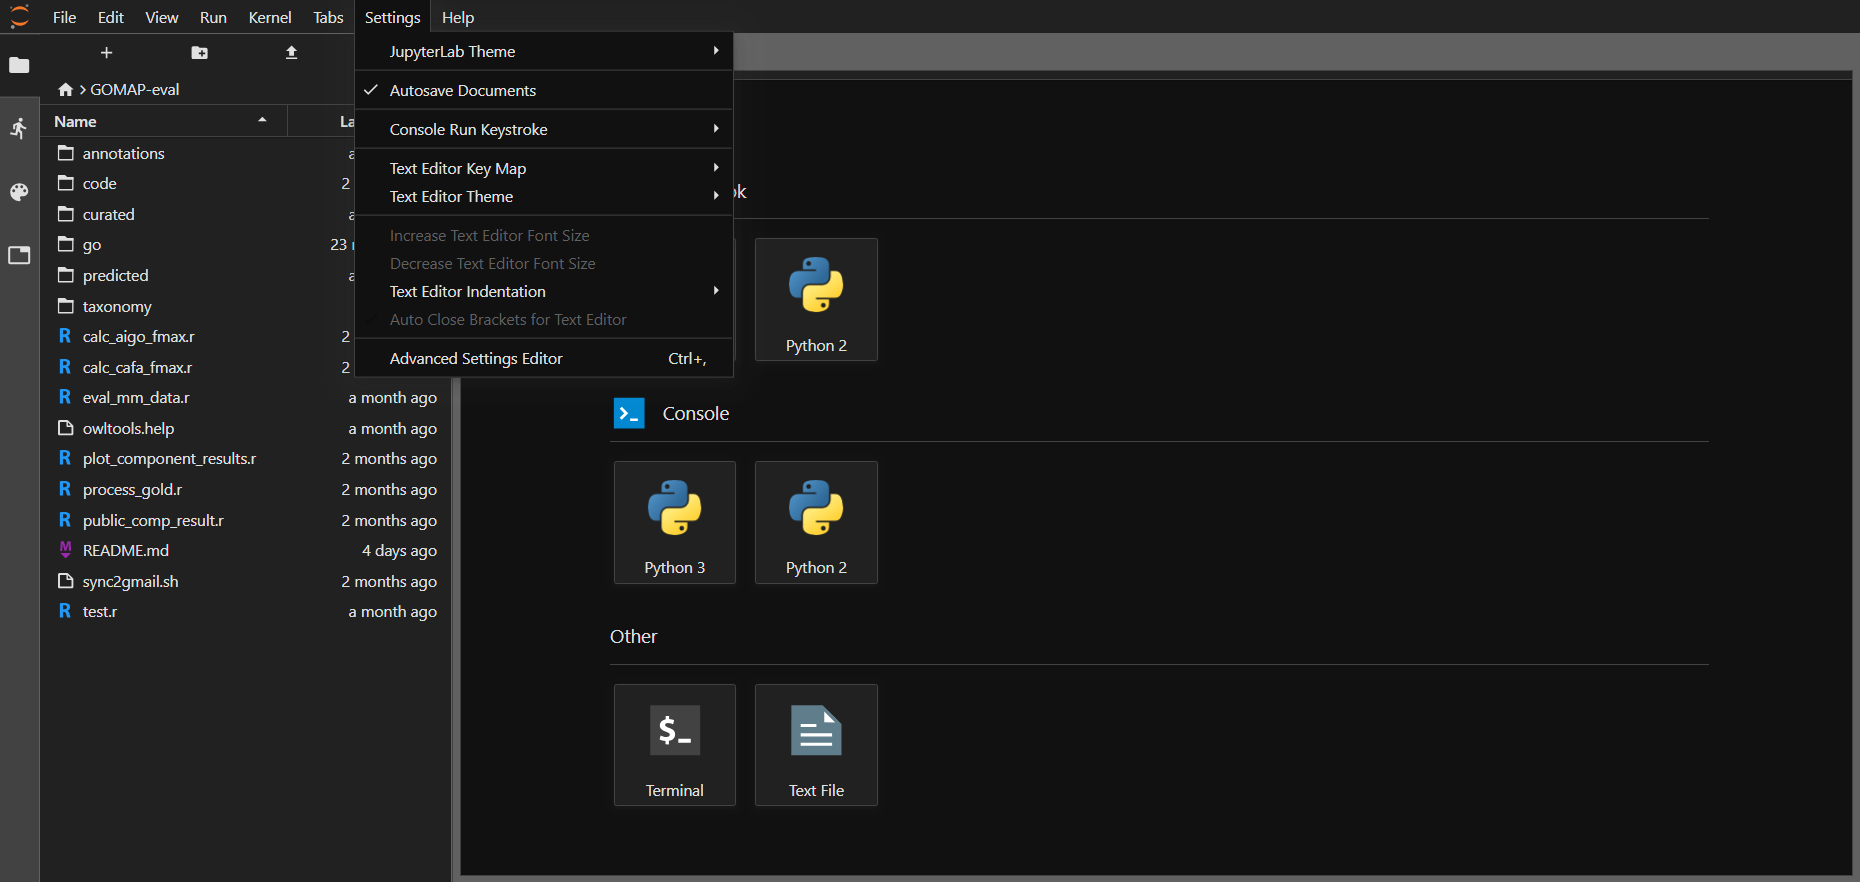 File Edit View Run Kernel Tabs Settings Help
GOMAP-eval
Name
annotations
code 2
curated
go 23
predicted
taxonomy
calc_aigo_fmax.r 2
calc_cafa_fmax.r 2
eval_mm_data.r a month ago
owltools.help a month ago
plot_component_results.r 2 months ago
process_gold.r 2 months ago
public_comp_result.r 2 months ago
README.md 4 days ago
sync2gmail.sh 2 months ago
test.r a month ago
JupyterLab Theme
Autosave Documents
Console Run Keystroke
Text Editor Key Map
Text Editor Theme
Increase Text Editor Font Size
Decrease Text Editor Font Size
Text Editor Indentation
Auto Close Brackets for Text Editor
Advanced Settings Editor Ctrl+,
Python 2
Console
Python 3 Python 2
Other
$_
Terminal Text File